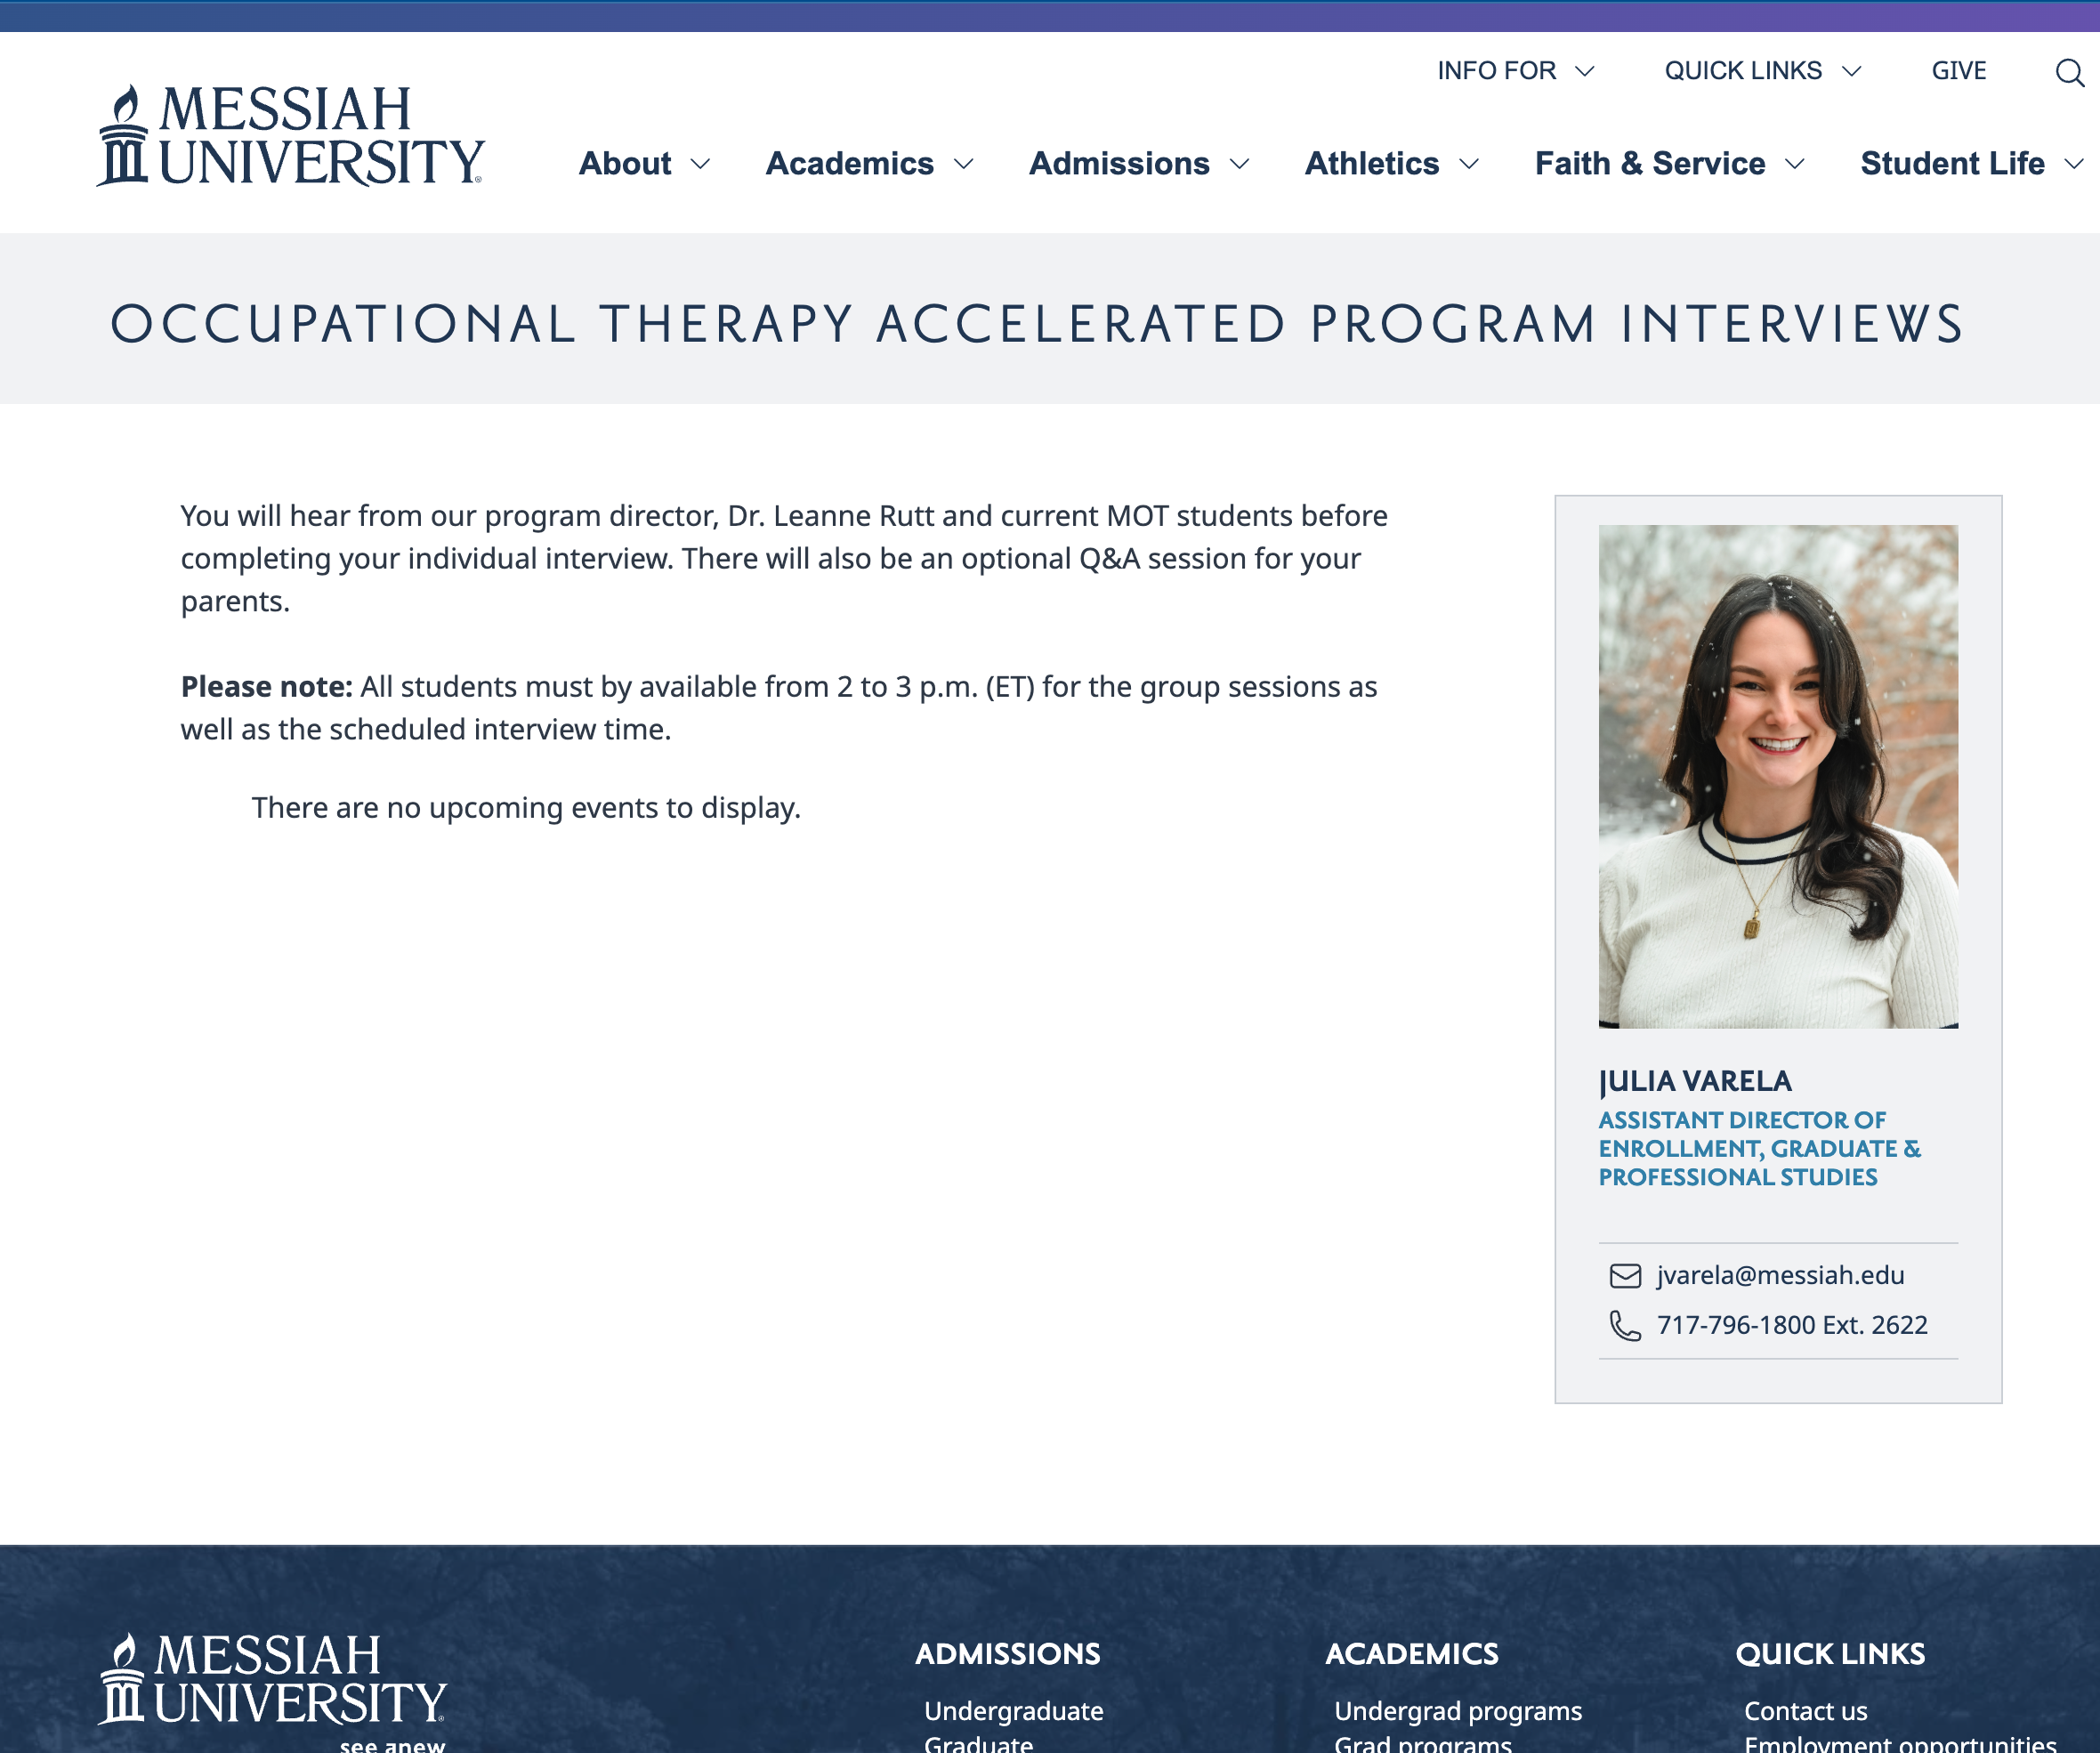 INFO FOR
QUICK LINKS
GIVE
MESSIAH
UNIVERSITY
About
Academics
Admissions
Athletics
Faith & Service
Student Life
OCCUPATIONAL THERAPY ACCELERATED PROGRAM INTERVIEWS
You will hear from our program director, Dr. Leanne Rutt and current MOT students before
completing your individual interview. There will also be an optional Q&A session for your
parents.
Please note: All students must by available from 2 to 3 p.m. (ET) for the group sessions as
well as the scheduled interview time.
There are no upcoming events to display.
JULIA VARELA
ASSISTANT DIRECTOR OF
ENROLLMENT, GRADUATE &
PROFESSIONAL STUDIES
jvarela@messiah.edu
717-796-1800 Ext. 2622
MESSIAH
UNIVERSITY
see anew
ADMISSIONS
Undergraduate
Graduate
ACADEMICS
Undergrad programs
Grad programs
QUICK LINKS
Contact us
Employment opportunities